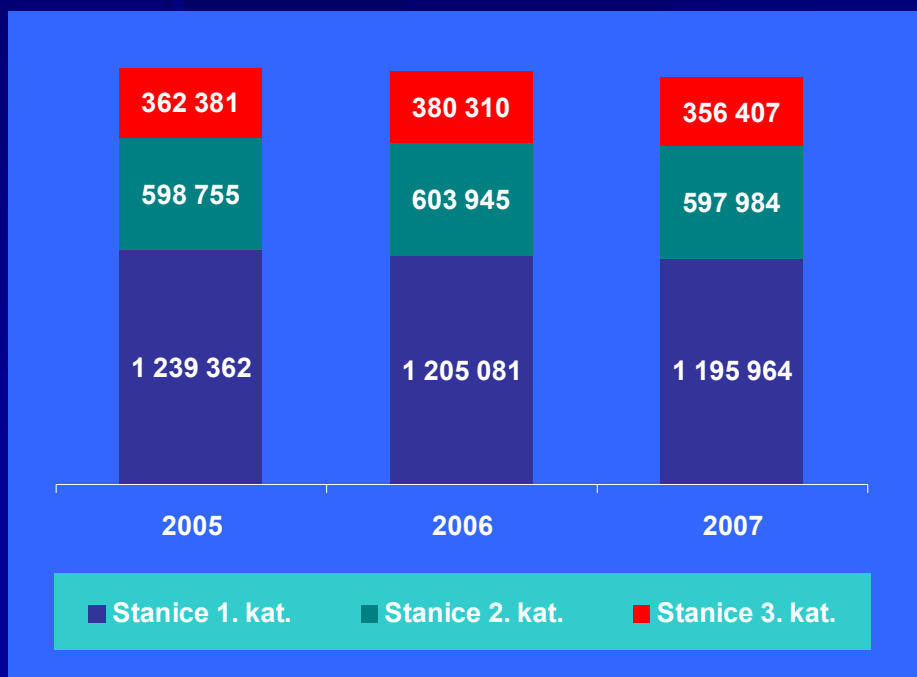 362 381 380 310 356 407
598 755 603 945 597 984
1 239 362 1 205 081 1 195 964
2005 2006 2007
Stanice 1. kat. Stanice 2. kat. Stanice 3. kat.